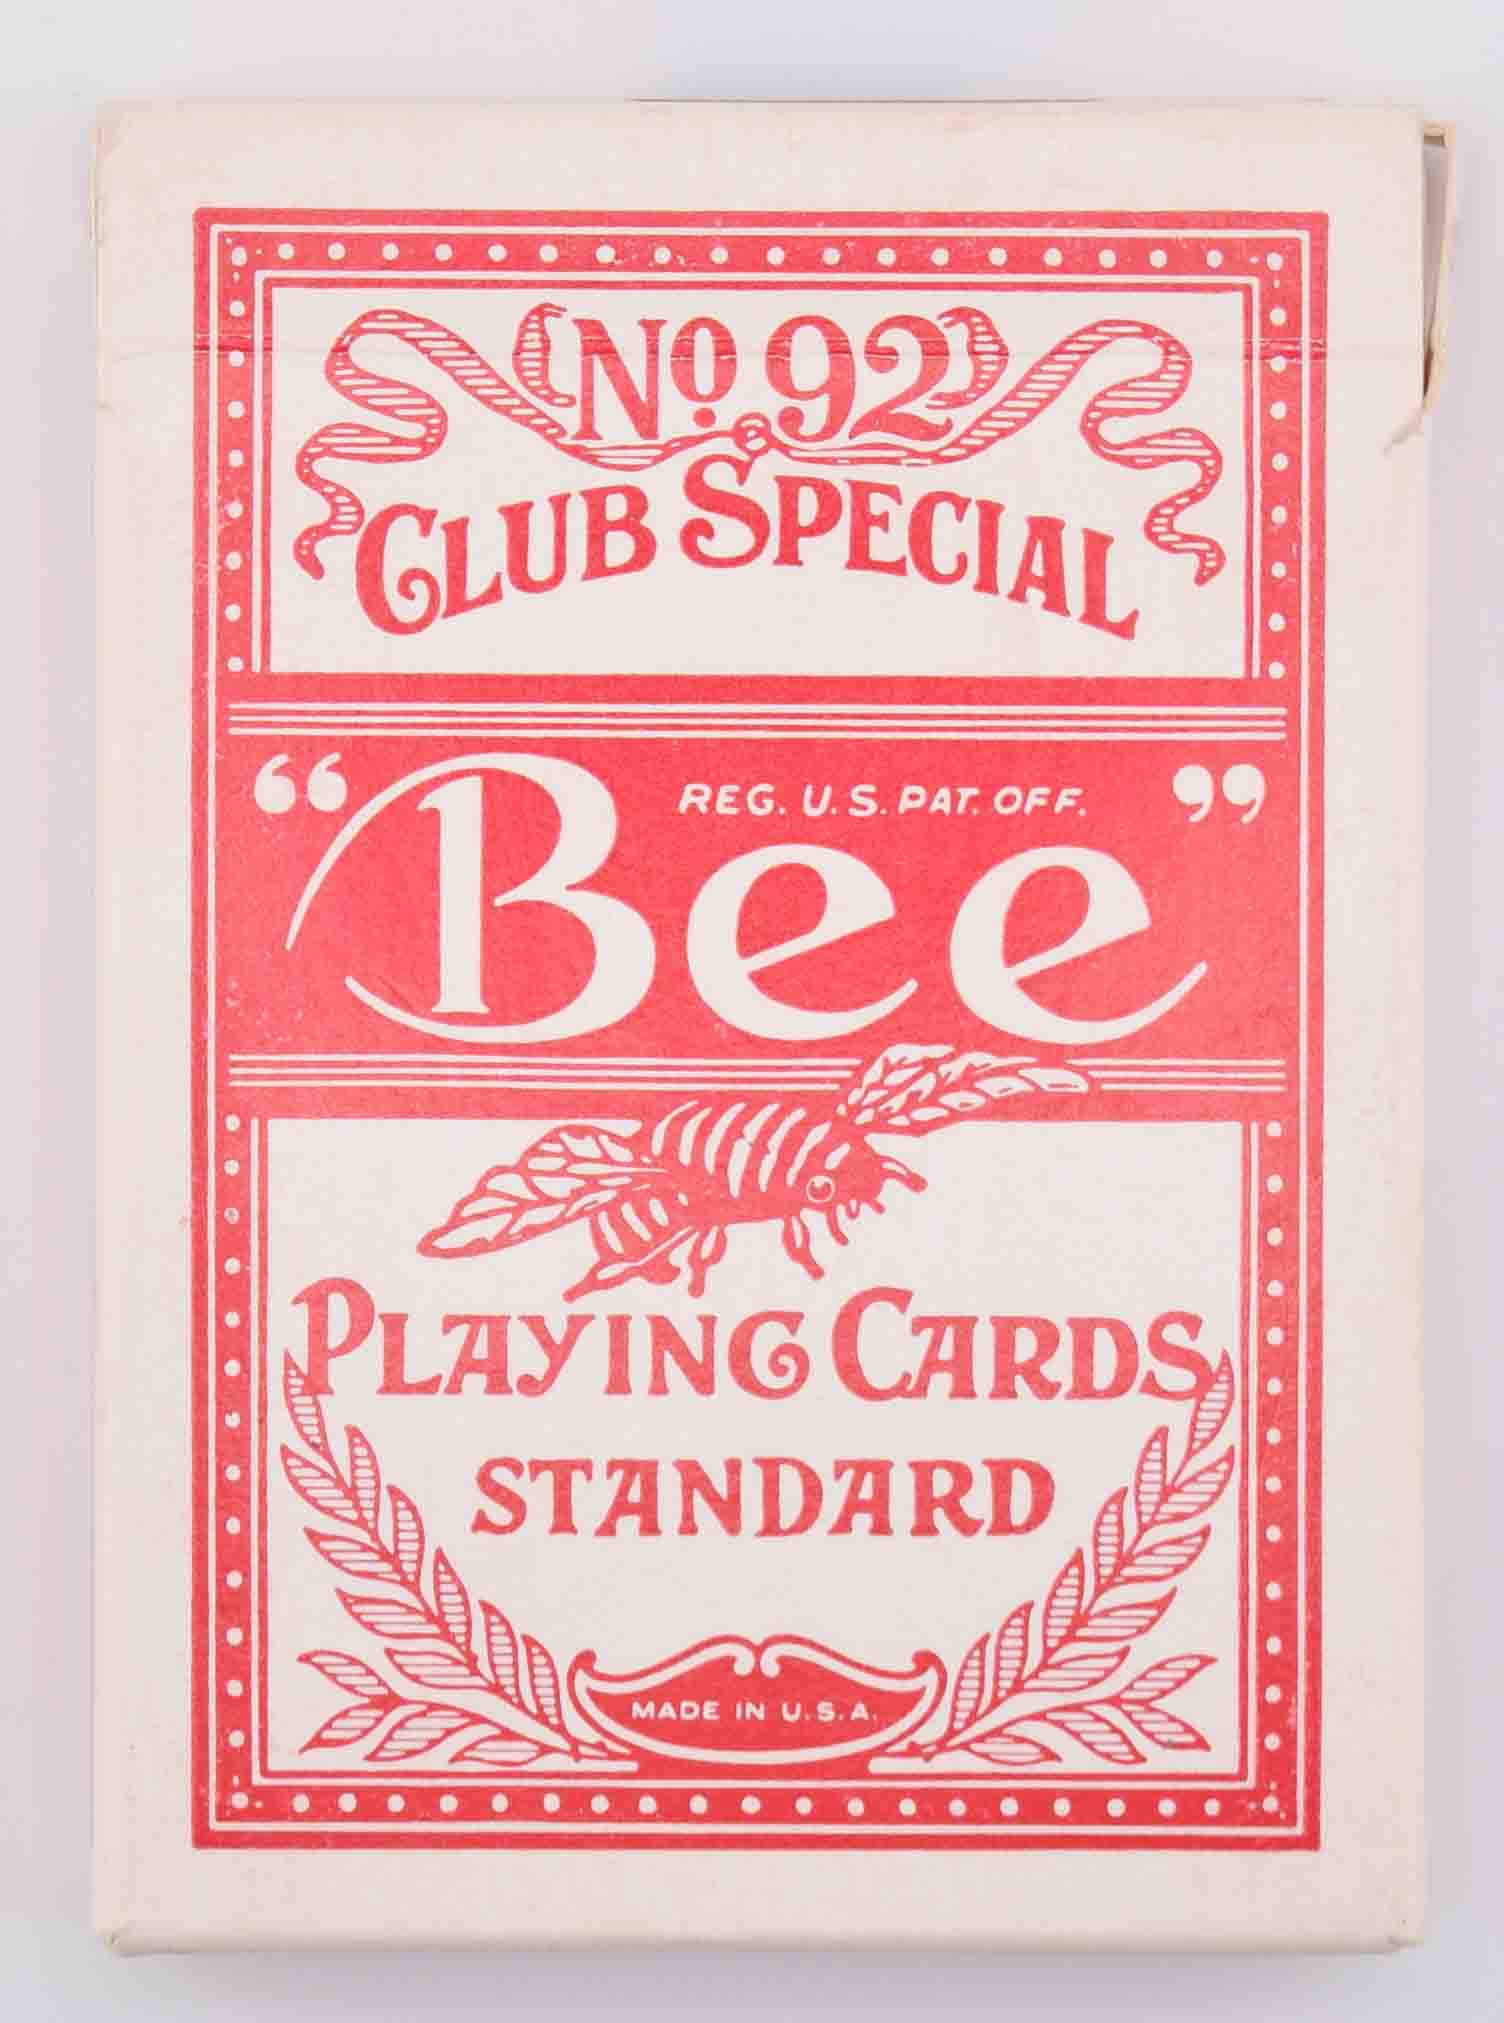 No. 92
CLUB SPECIAL
REG. U.S. PAT. OFF.
“Bee”
PLAYING CARDS
STANDARD
MADE IN U.S.A.